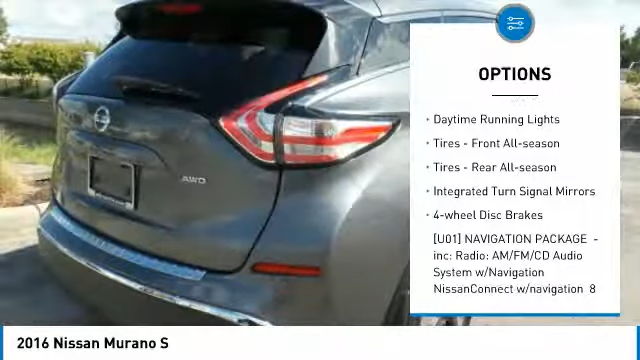 OPTIONS
Daytime Running Lights
Tires - Front All-season
Tires - Rear All-season
Integrated Turn Signal Mirrors
4-wheel Disc Brakes
[U01] NAVIGATION PACKAGE -
inc: Radio: AM/FM/CD Audio
System w/Navigation
NissanConnect w/navigation 8
AWD
2016 Nissan Murano S